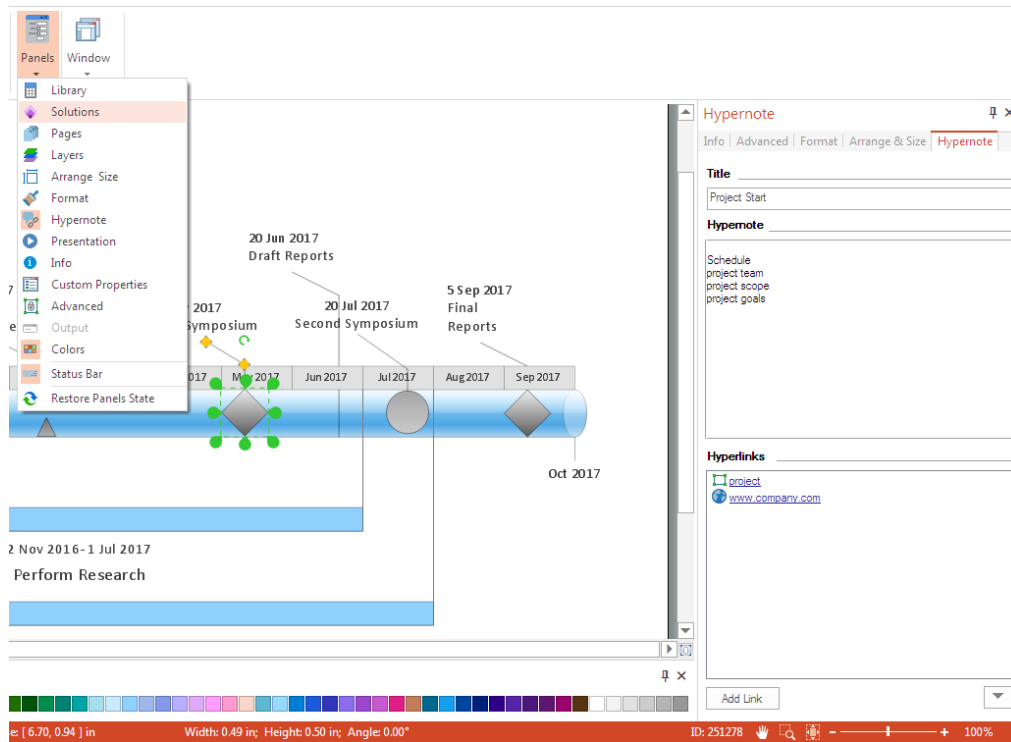 Panels Window
Library
Solutions
Pages
Layers
Arrange Size
Format
Hypernote
Presentation
Info
Custom Properties
Advanced
Output
Colors
Status Bar
Restore Panels State
20 Jun 2017
Draft Reports
2017
Symposium
20 Jul 2017
Second Symposium
5 Sep 2017
Final
Reports
017 May 2017 Jun 2017 Jul 2017 Aug 2017 Sep 2017
Oct 2017
2 Nov 2016-1 Jul 2017
Perform Research
Hypernote
Info Advanced Format Arrange & Size Hypernote
Title
Project Start
Hypernote
Schedule
project team
project scope
project goals
Hyperlinks
project
www.company.com
Add Link
se: [ 6.70, 0.94 ] in Width: 0.49 in; Height: 0.50 in; Angle: 0.00° ID: 251278 100%